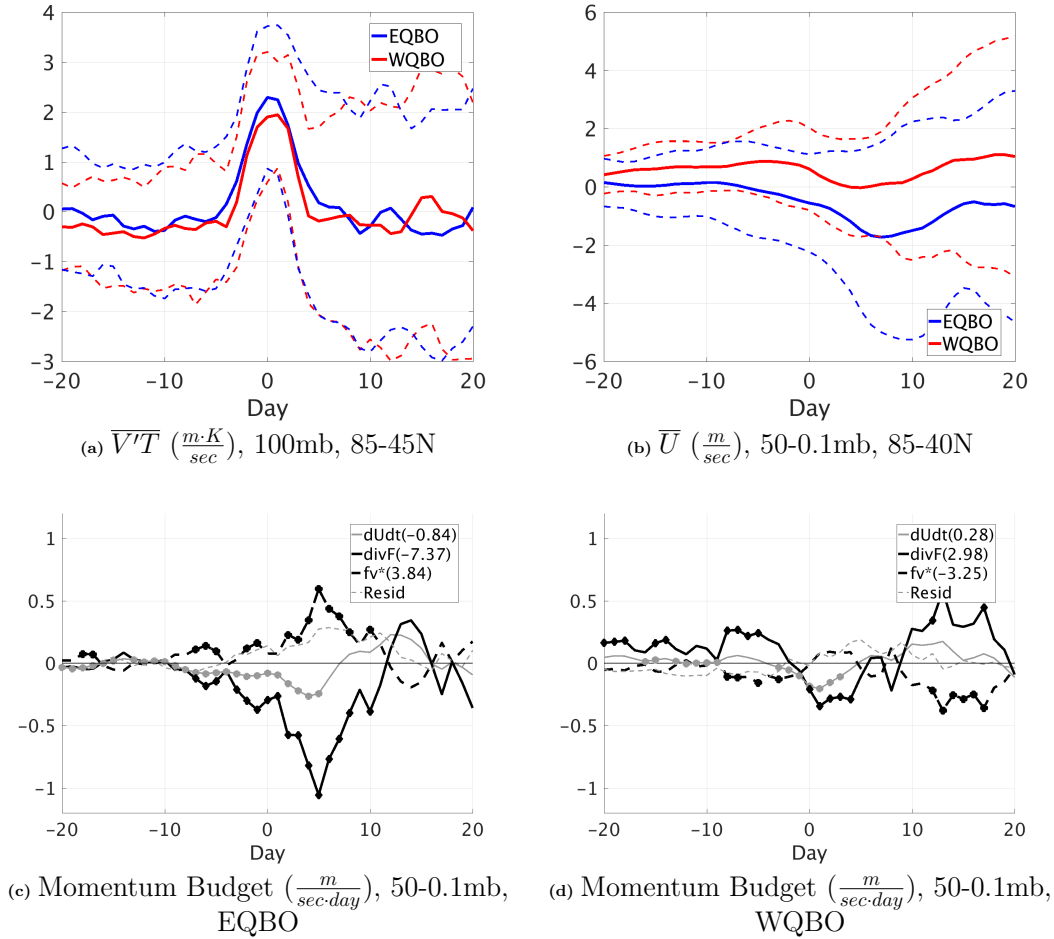 4
3
2
1
0
−1
−2
−3
−20
−10
0
10
20
Day
EQBO
WQBO
(a) $\overline{V'T}$ ($\frac{m \cdot K}{sec}$), 100mb, 85-45N
6
4
2
0
−2
−4
−6
−20
−10
0
10
20
Day
EQBO
WQBO
(b) $\overline{U}$ ($\frac{m}{sec}$), 50-0.1mb, 85-40N
1
0.5
0
−0.5
−1
−20
−10
0
10
20
Day
dUdt(−0.84)
divF(−7.37)
fv*(3.84)
Resid
(c) Momentum Budget ($\frac{m}{sec \cdot day}$), 50-0.1mb,
EQBO
1
0.5
0
−0.5
−1
−20
−10
0
10
20
Day
dUdt(0.28)
divF(2.98)
fv*(−3.25)
Resid
(d) Momentum Budget ($\frac{m}{sec \cdot day}$), 50-0.1mb,
WQBO